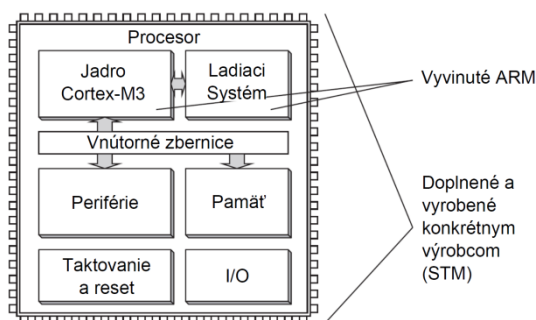 Procesor
Jadro
Cortex-M3
Ladiaci
Systém
Vyvinuté ARM
Vnútorné zbernice
Periférie
Pamäť
Doplnené a
vyrobené
konkrétnym
výrobcom
(STM)
Taktovanie
a reset
I/O